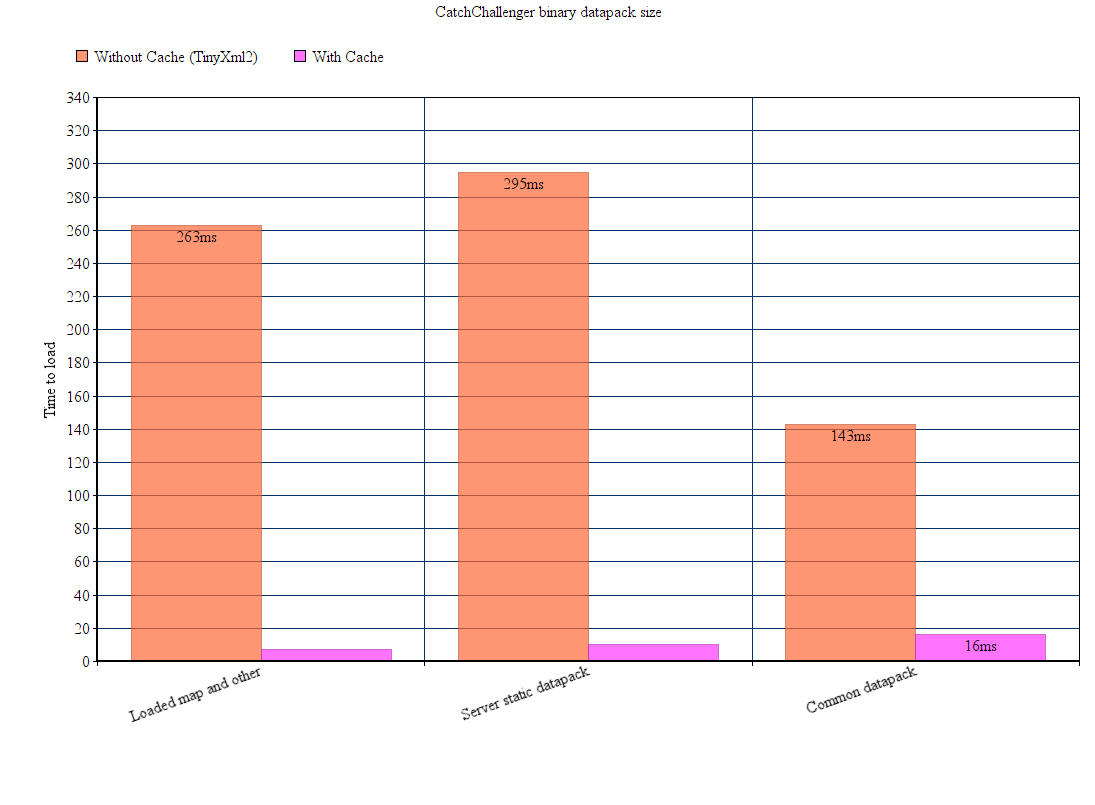 CatchChallenger binary datapack size
Without Cache (TinyXml2)
With Cache
340
320
300
280
260
240
220
200
180
160
140
120
100
80
60
40
20
0
Time to load
263ms
295ms
143ms
16ms
Loaded map and other
Server static datapack
Common datapack